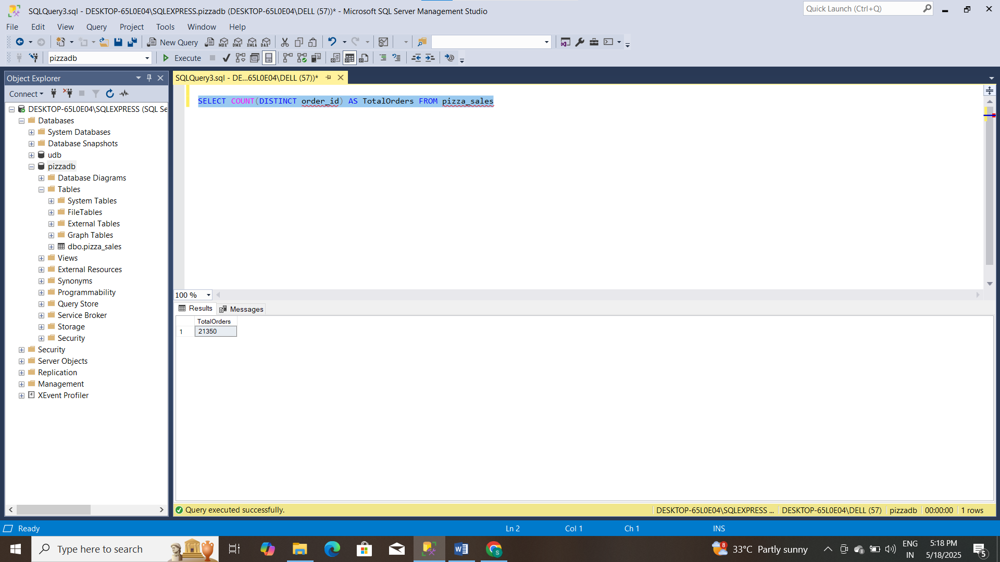 SQLQuery3.sql - DESKTOP-65L0E04\SQLEXPRESS.pizzadb (DESKTOP-65L0E04\DELL (57))* - Microsoft SQL Server Management Studio
Quick Launch (Ctrl+Q)
File Edit View Query Project Tools Window Help
New Query MDX DMX XMLA DAX
pizzadb Execute
Object Explorer
SQLQuery3.sql - DE...65L0E04\DELL (57))*
Connect
SELECT COUNT(DISTINCT order_id) AS TotalOrders FROM pizza_sales
DESKTOP-65L0E04\SQLEXPRESS (SQL Se
Databases
System Databases
Database Snapshots
udb
pizzadb
Database Diagrams
Tables
System Tables
FileTables
External Tables
Graph Tables
dbo.pizza_sales
Views
External Resources
Synonyms
Programmability
Query Store
Service Broker
Storage
Security
Security
Server Objects
Replication
Management
XEvent Profiler
100 %
Results Messages
TotalOrders
1 21350
Query executed successfully.
DESKTOP-65L0E04\SQLEXPRESS ... DESKTOP-65L0E04\DELL (57) pizzadb 00:00:00 1 rows
Ready Ln 2 Col 1 Ch 1 INS
Type here to search
8
33°C Partly sunny
ENG
IN
5:18 PM
5/18/2025
5